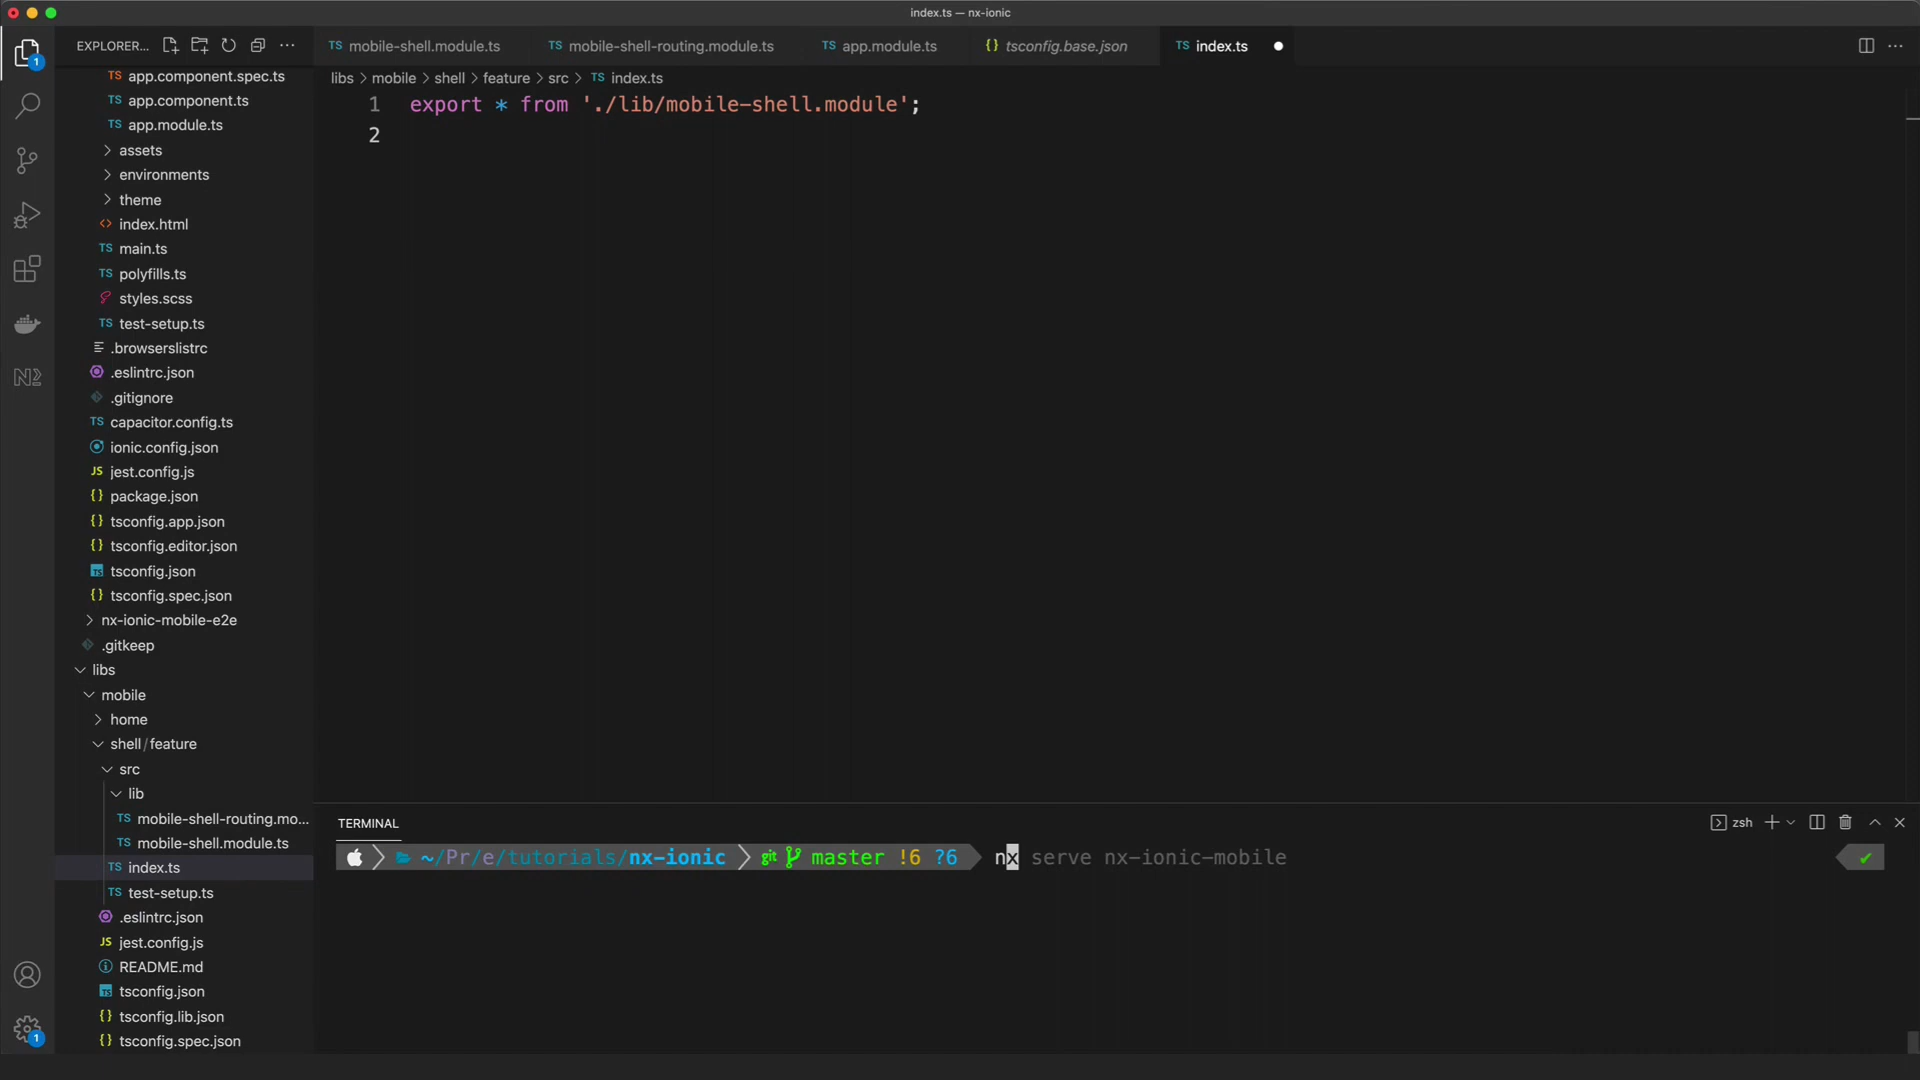 index.ts — nx-ionic
EXPLORER...
mobile-shell.module.ts
mobile-shell-routing.module.ts
app.module.ts
tsconfig.base.json
index.ts
libs > mobile > shell > feature > src > TS index.ts
1 export * from './lib/mobile-shell.module';
2
app.component.spec.ts
app.component.ts
app.module.ts
assets
environments
theme
index.html
main.ts
polyfills.ts
styles.scss
test-setup.ts
.browserslistrc
.eslintrc.json
.gitignore
capacitor.config.ts
ionic.config.json
jest.config.js
package.json
tsconfig.app.json
tsconfig.editor.json
tsconfig.json
tsconfig.spec.json
nx-ionic-mobile-e2e
.gitkeep
libs
mobile
home
shell/feature
src
lib
mobile-shell-routing.mo...
mobile-shell.module.ts
index.ts
test-setup.ts
.eslintrc.json
jest.config.js
README.md
tsconfig.json
tsconfig.lib.json
tsconfig.spec.json
TERMINAL
zsh
~/Pr/e/tutorials/nx-ionic git master !6 ?6 nx serve nx-ionic-mobile